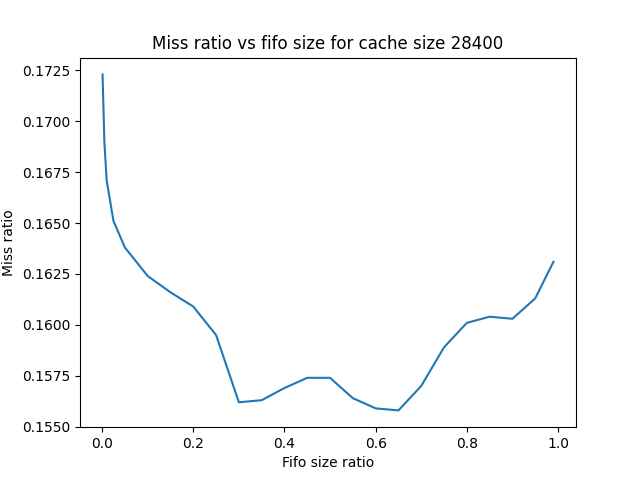 Miss ratio vs fifo size for cache size 28400
0.1725
0.1700
0.1675
0.1650
0.1625
0.1600
0.1575
0.1550
Miss ratio
0.0 0.2 0.4 0.6 0.8 1.0
Fifo size ratio